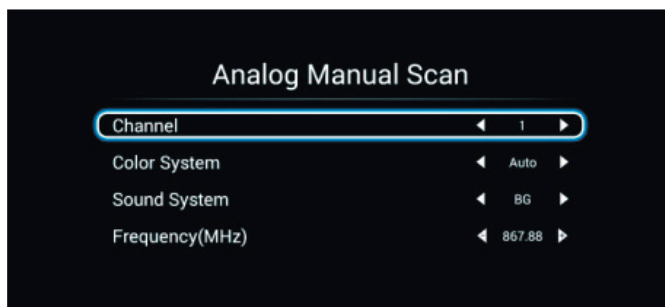 Analog Manual Scan
Channel 1
Color System Auto
Sound System BG
Frequency(MHz) 867.88